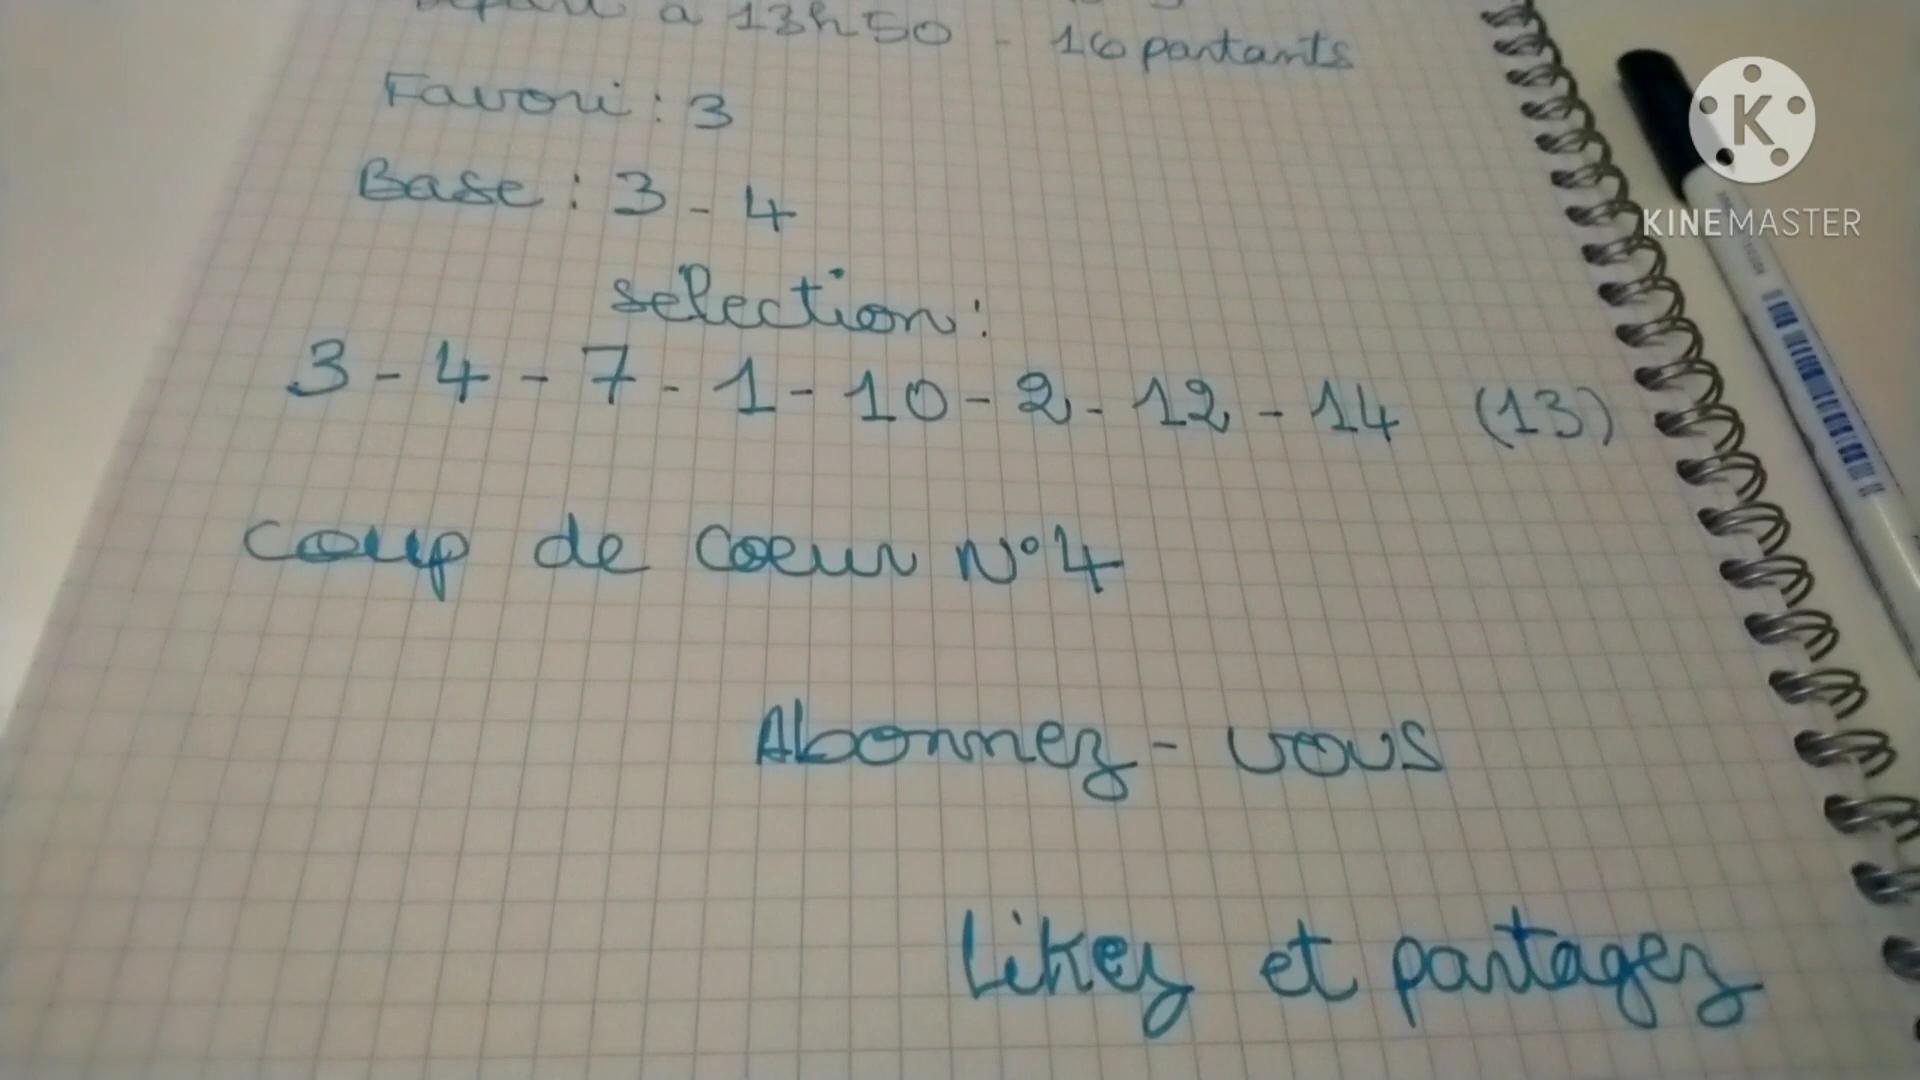 Départ à 13h50 - 16 partants
Favori : 3
Base : 3 - 4
sélection :
3 - 4 - 7 - 1 - 10 - 2 - 12 - 14 (13)
Coup de Coeur N°4
Abonnez - vous
Likez et partagez
K
KINEMASTER